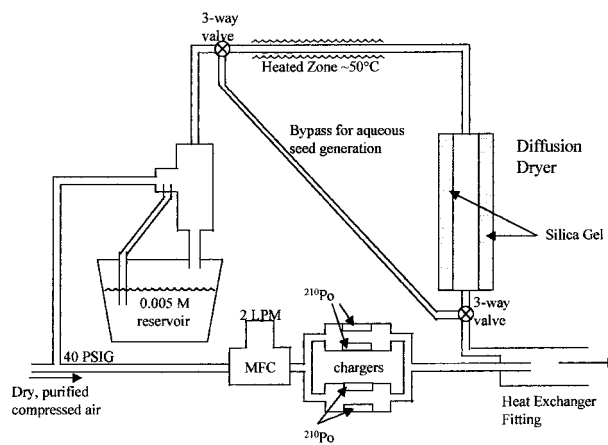 3-way
valve
Heated Zone ~50°C
Bypass for aqueous
seed generation
Diffusion
Dryer
Silica Gel
0.005 M
reservoir
2 LPM
210Po
3-way
valve
40 PSIG
MFC
chargers
Dry, purified
compressed air
210Po
Heat Exchanger
Fitting